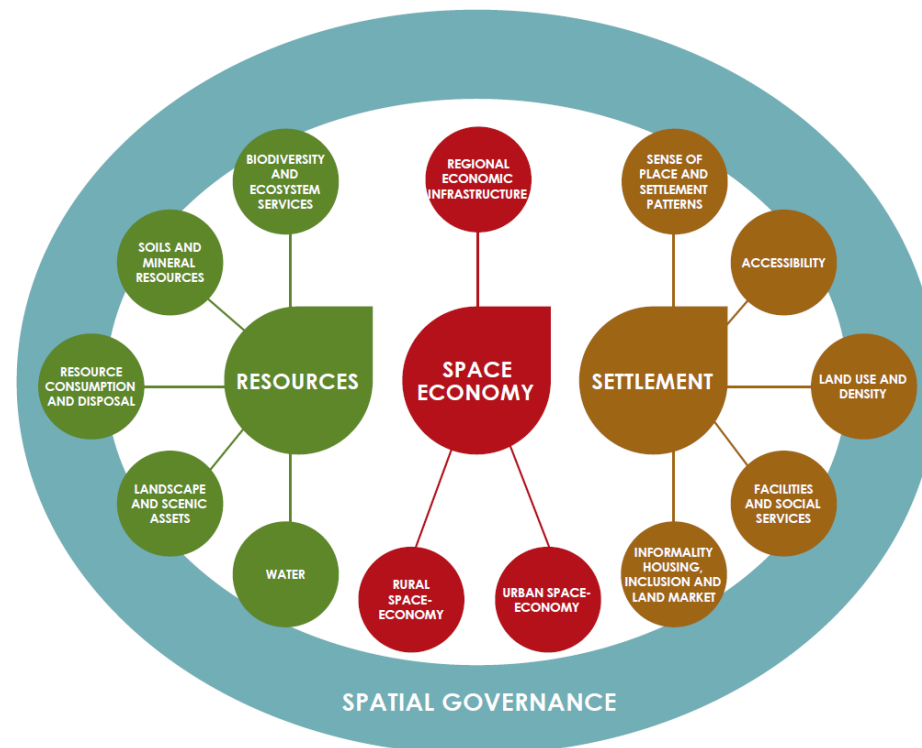 BIODIVERSITY
AND
ECOSYSTEM
SERVICES
SOILS AND
MINERAL
RESOURCES
RESOURCE
CONSUMPTION
AND DISPOSAL
LANDSCAPE
AND SCENIC
ASSETS
WATER
RESOURCES
REGIONAL
ECONOMIC
INFRASTRUCTURE
SPACE
ECONOMY
RURAL
SPACE-
ECONOMY
URBAN SPACE-
ECONOMY
SENSE OF
PLACE AND
SETTLEMENT
PATTERNS
ACCESSIBILITY
SETTLEMENT
LAND USE AND
DENSITY
FACILITIES
AND SOCIAL
SERVICES
INFORMALITY
HOUSING,
INCLUSION AND
LAND MARKET
SPATIAL GOVERNANCE